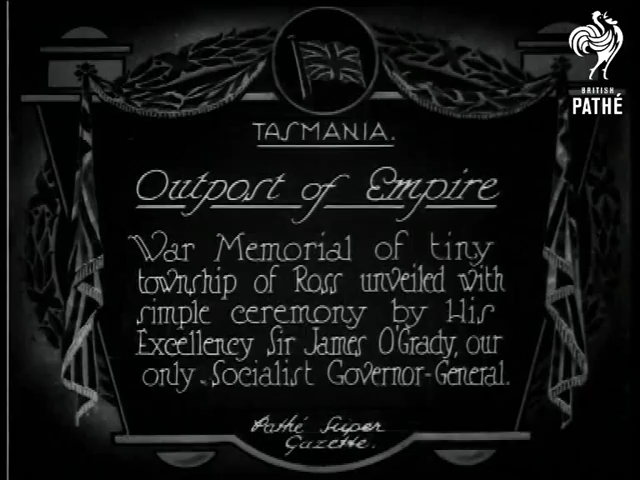 BRITISH
PATHÉ
TASMANIA.
Outpost of Empire
War Memorial of tiny
township of Ross unveiled with
simple ceremony by His
Excellency Sir James O'Grady, our
only Socialist Governor-General.
Pathé Super
Gazette.